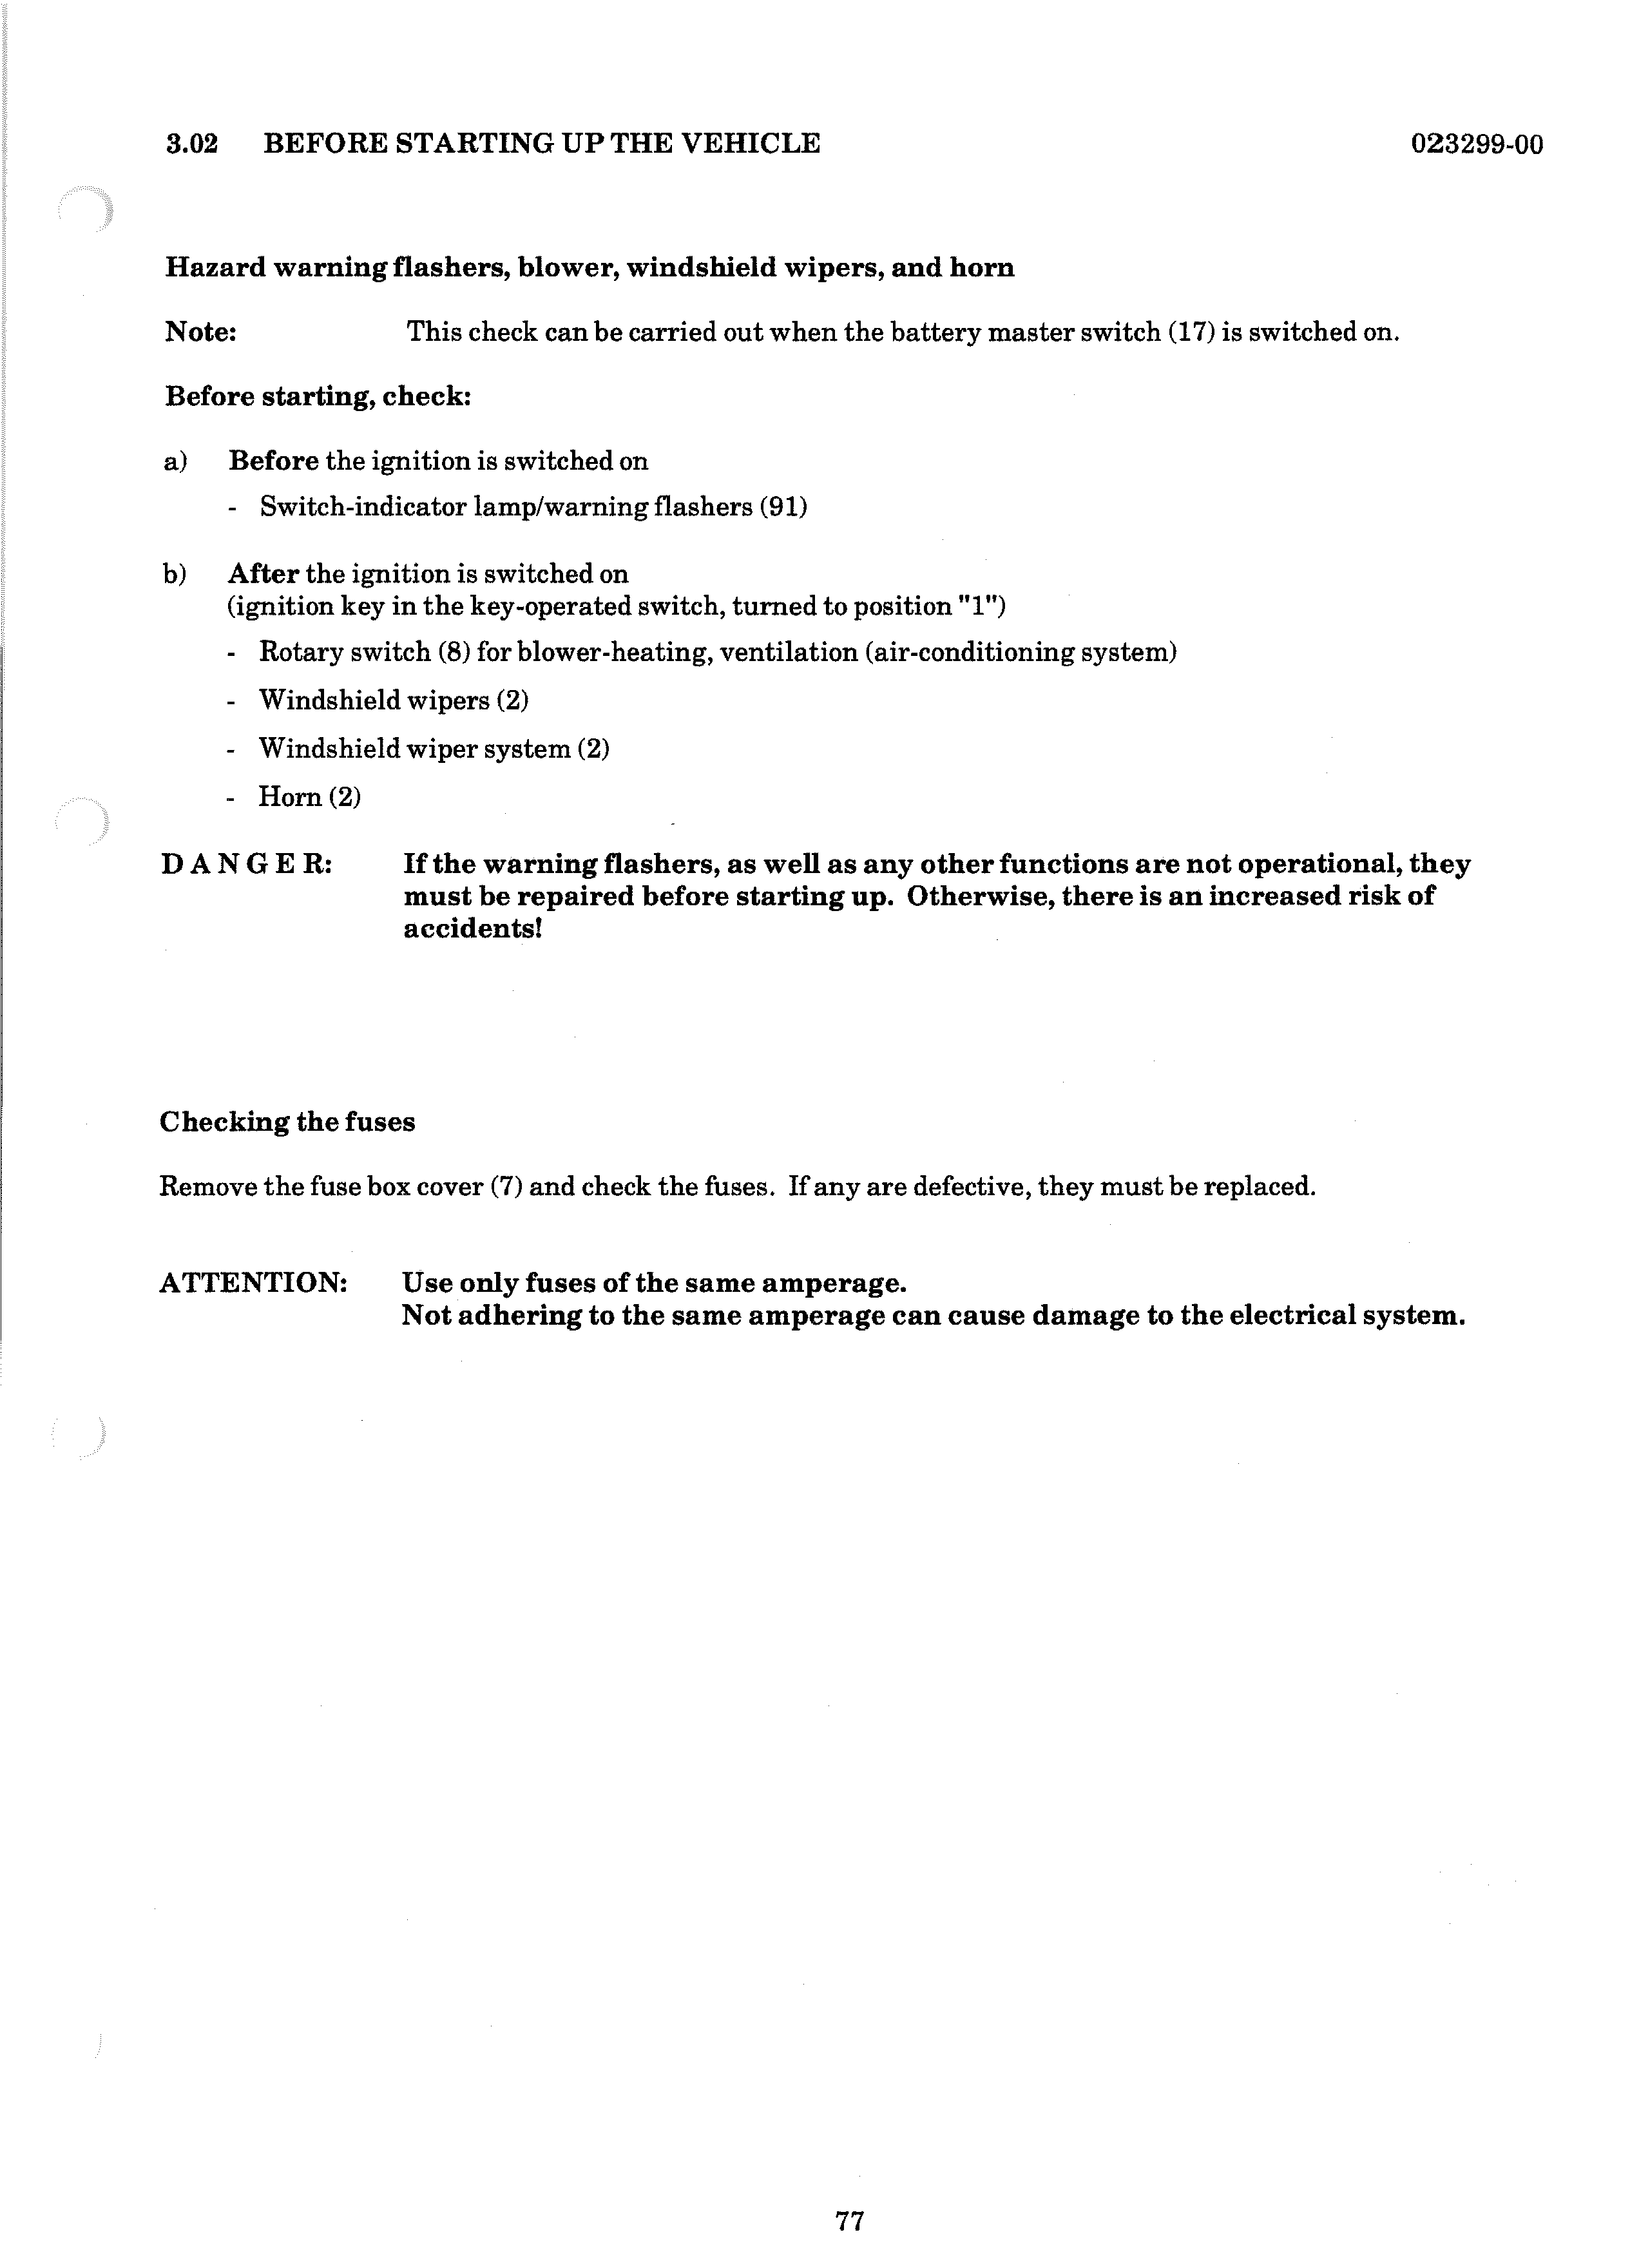 3.02 BEFORE STARTING UP THE VEHICLE 023299-00
Hazard warning flashers, blower, windshield wipers, and horn
Note: This check can be carried out when the battery master switch (17) is switched on.
Before starting, check:
a) Before the ignition is switched on
- Switch-indicator lamp/warning flashers (91)
b) After the ignition is switched on
(ignition key in the key-operated switch, turned to position "1")
- Rotary switch (8) for blower-heating, ventilation (air-conditioning system)
- Windshield wipers (2)
- Windshield wiper system (2)
- Horn (2)
D A N G E R: If the warning flashers, as well as any other functions are not operational, they
must be repaired before starting up. Otherwise, there is an increased risk of
accidents!
Checking the fuses
Remove the fuse box cover (7) and check the fuses. If any are defective, they must be replaced.
ATTENTION: Use only fuses of the same amperage.
Not adhering to the same amperage can cause damage to the electrical system.
77